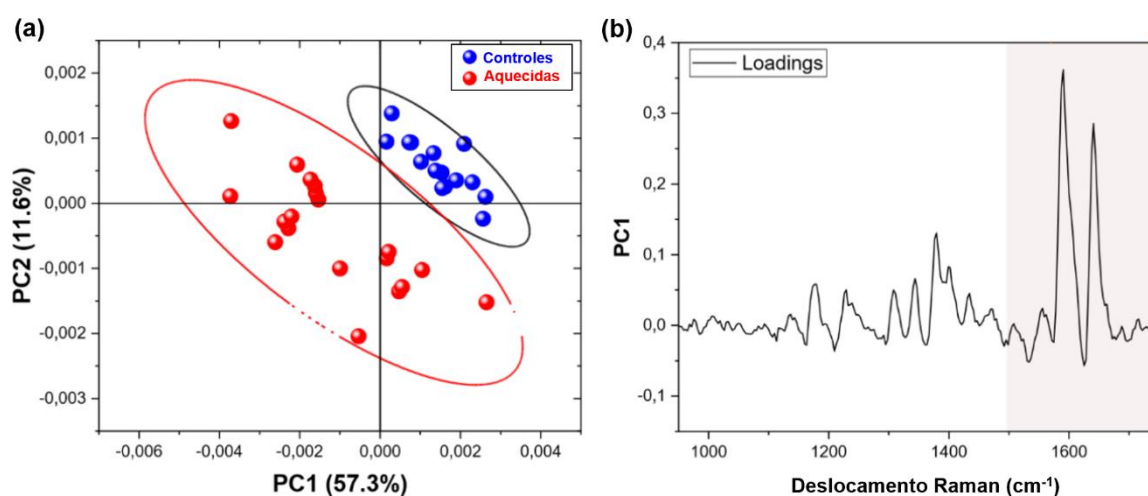 (a)
0,002
0,001
0,000
-0,001
-0,002
-0,003
PC2 (11.6%)
Controles
Aquecidas
-0,006
-0,004
-0,002
0,000
0,002
0,004
PC1 (57.3%)
(b)
0,4
0,3
0,2
0,1
0,0
-0,1
PC1
Loadings
1000
1200
1400
1600
Deslocamento Raman (cm⁻¹)